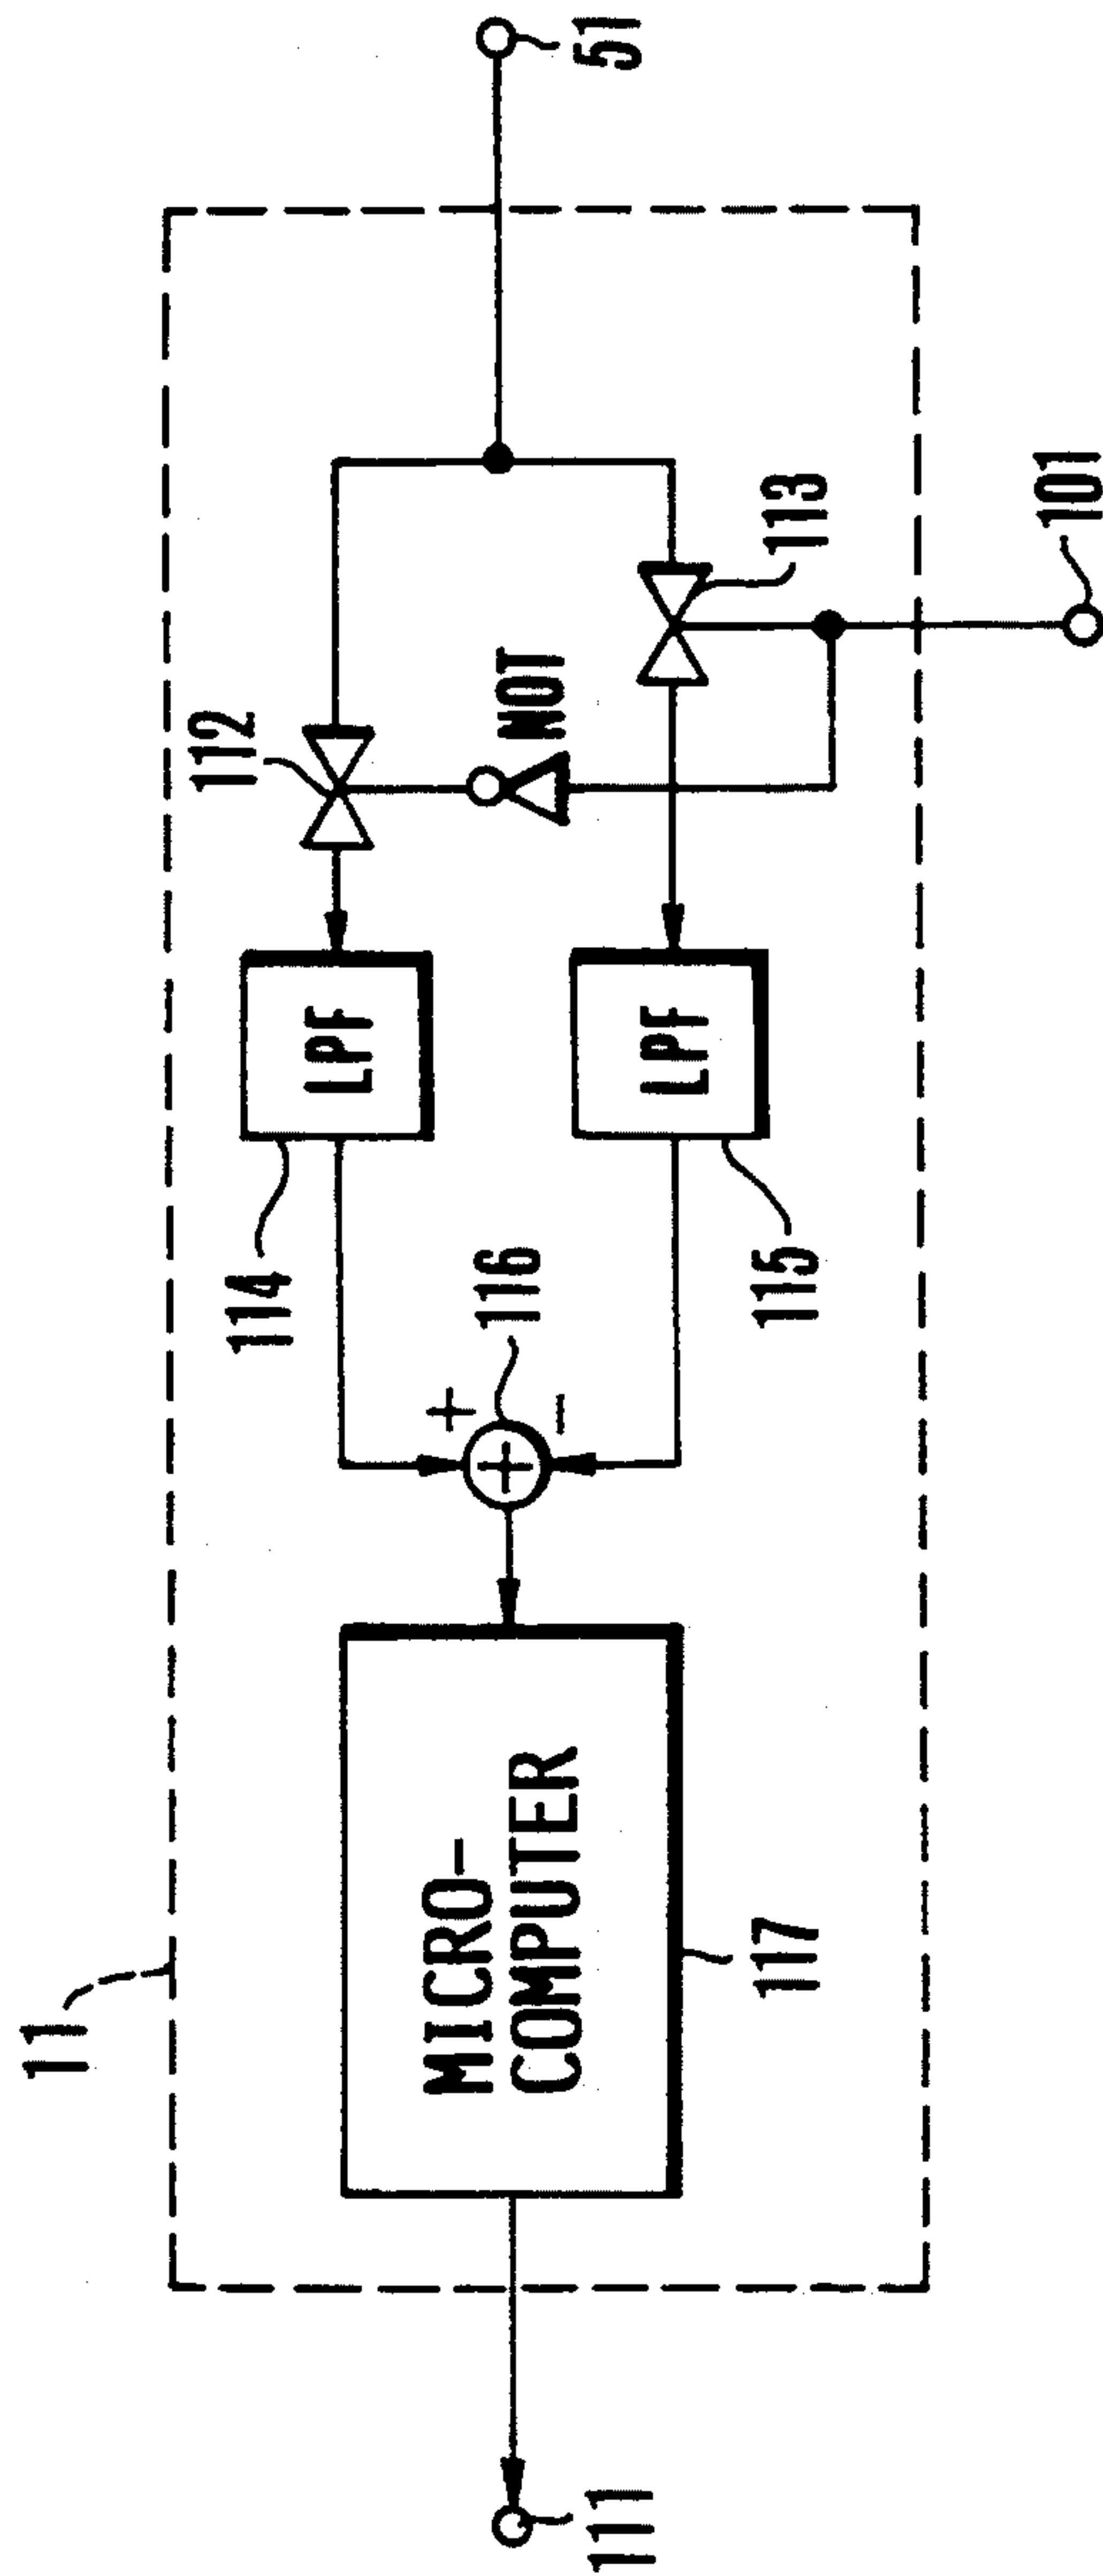 11
111
MICRO-
COMPUTER
117
116
+
-
+
114
LPF
115
LPF
112
NOT
113
101
51